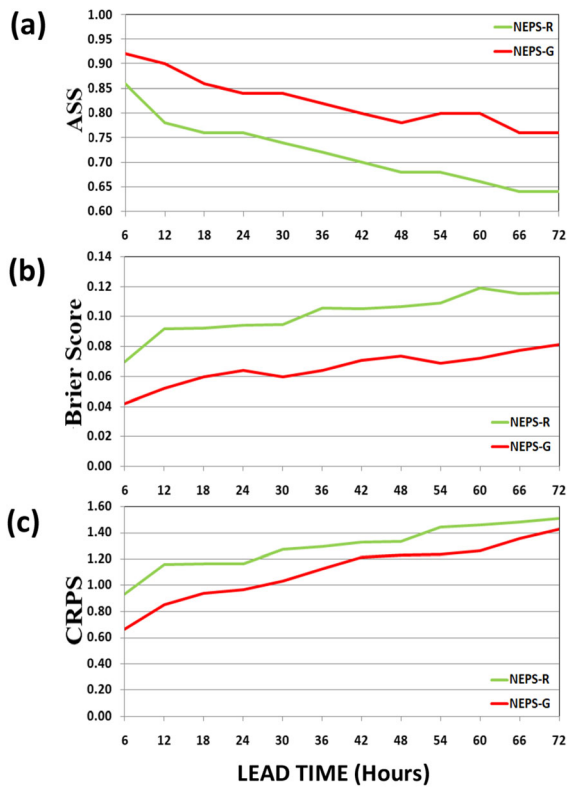 (a)
ASS
1.00
0.95
0.90
0.85
0.80
0.75
0.70
0.65
0.60
NEPS-R
NEPS-G
6 12 18 24 30 36 42 48 54 60 66 72
(b)
Brier Score
0.14
0.12
0.10
0.08
0.06
0.04
0.02
0.00
NEPS-R
NEPS-G
6 12 18 24 30 36 42 48 54 60 66 72
(c)
CRPS
1.60
1.40
1.20
1.00
0.80
0.60
0.40
0.20
0.00
NEPS-R
NEPS-G
6 12 18 24 30 36 42 48 54 60 66 72
LEAD TIME (Hours)